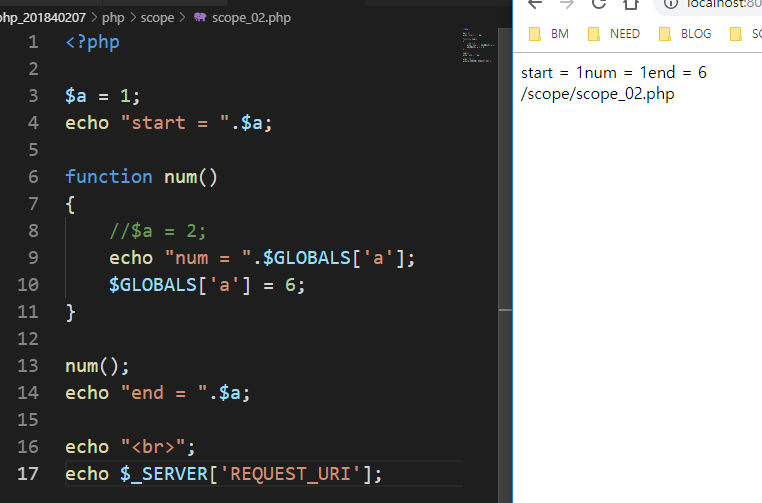 php_201840207 > php > scope > scope_02.php
1 <?php
2
3 $a = 1;
4 echo "start = ".$a;
5
6 function num()
7 {
8 //$a = 2;
9 echo "num = ".$GLOBALS['a'];
10 $GLOBALS['a'] = 6;
11 }
12
13 num();
14 echo "end = ".$a;
15
16 echo "<br>";
17 echo $_SERVER['REQUEST_URI'];
localhost:80
BM NEED BLOG
start = 1num = 1end = 6
/scope/scope_02.php